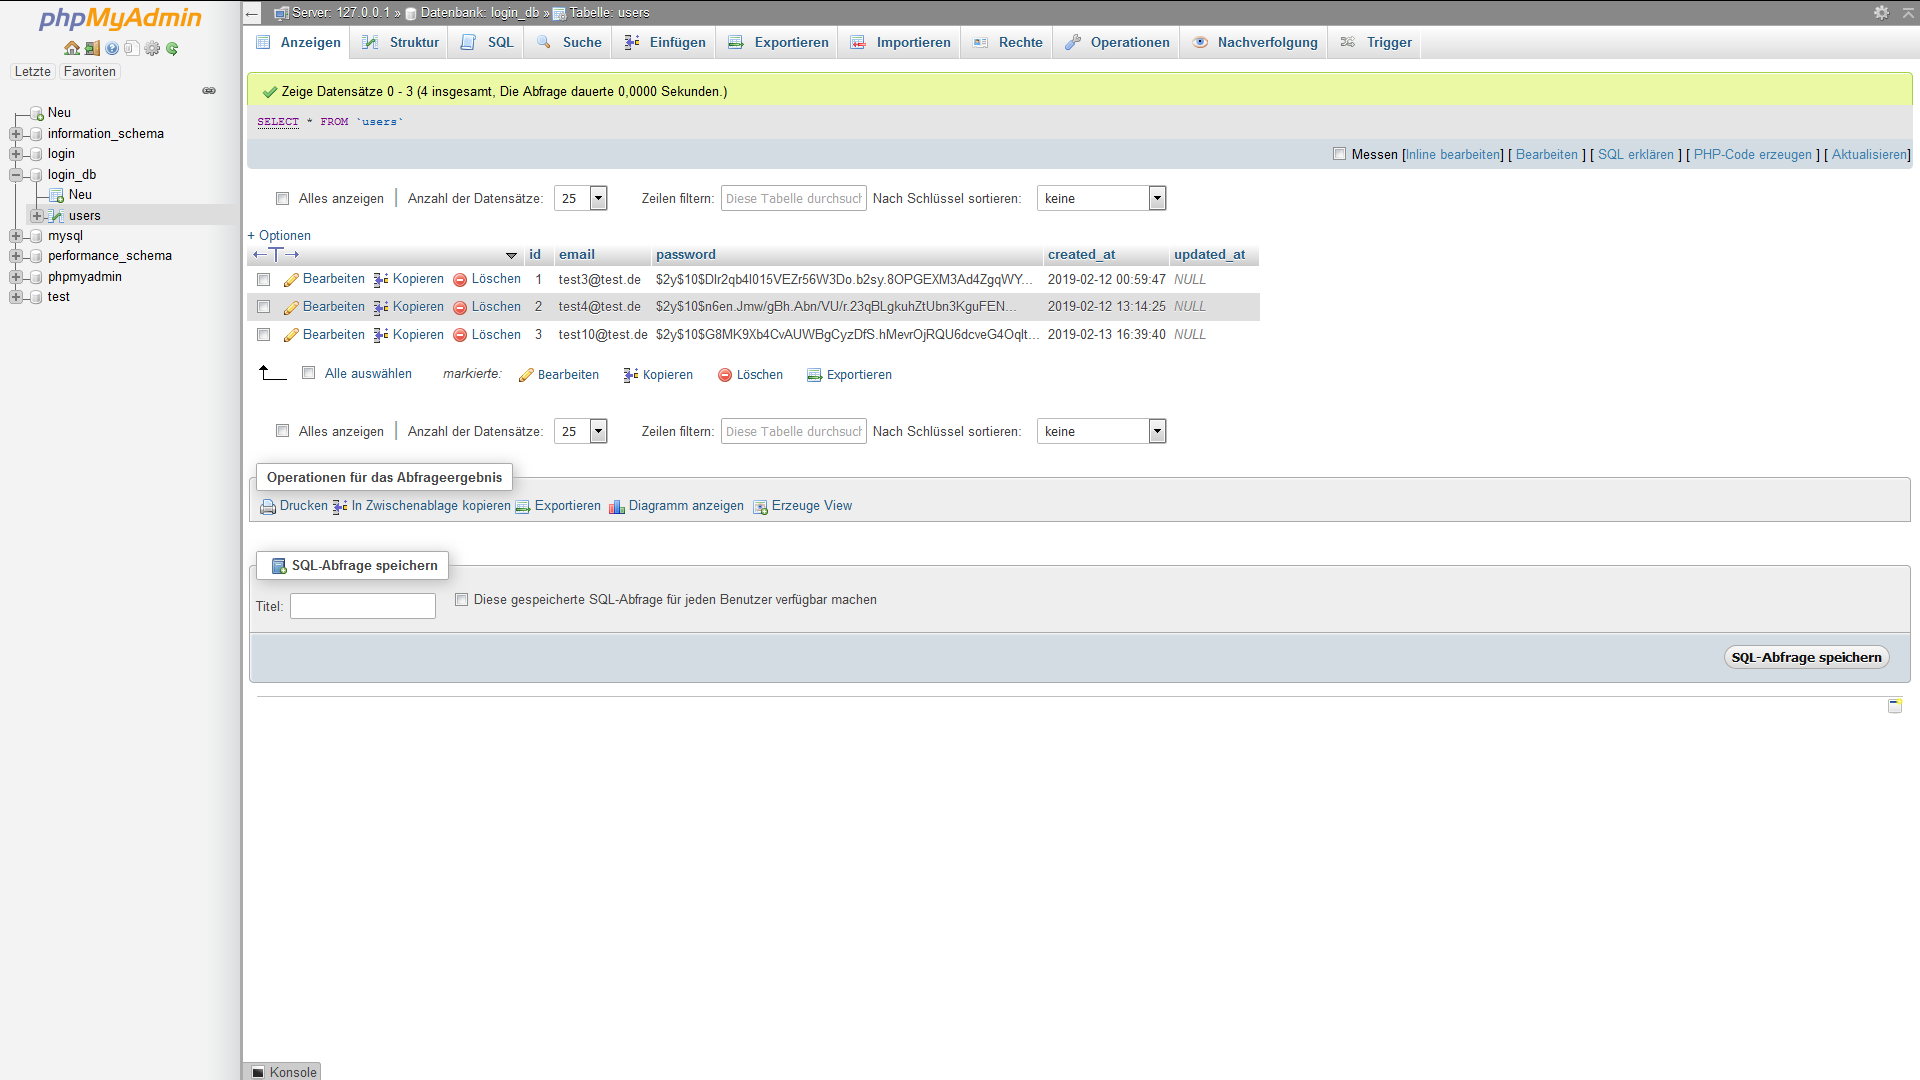 phpMyAdmin
Letzte Favoriten
Neu
information_schema
login
login_db
Neu
users
mysql
performance_schema
phpmyadmin
test
Server: 127.0.0.1 » Datenbank: login_db » Tabelle: users
Anzeigen Struktur SQL Suche Einfügen Exportieren Importieren Rechte Operationen Nachverfolgung Trigger
Zeige Datensätze 0 - 3 (4 insgesamt, Die Abfrage dauerte 0,0000 Sekunden.)
SELECT * FROM `users`
Messen [Inline bearbeiten] [ Bearbeiten ] [ SQL erklären ] [ PHP-Code erzeugen ] [ Aktualisieren]
Alles anzeigen | Anzahl der Datensätze: 25 Zeilen filtern: Diese Tabelle durchsuch Nach Schlüssel sortieren: keine
+ Optionen
←T→ id email password created_at updated_at
Bearbeiten Kopieren Löschen 1 test3@test.de $2y$10$Dlr2qb4I015VEZr56W3Do.b2sy.8OPGEXM3Ad4ZgqWY... 2019-02-12 00:59:47 NULL
Bearbeiten Kopieren Löschen 2 test4@test.de $2y$10$n6en.Jmw/gBh.Abn/VU/r.23qBLgkuhZtUbn3KguFEN... 2019-02-12 13:14:25 NULL
Bearbeiten Kopieren Löschen 3 test10@test.de $2y$10$G8MK9Xb4CvAUWBgCyzDfS.hMevrOjRQU6dcveG4Oqlt... 2019-02-13 16:39:40 NULL
Alle auswählen markierte: Bearbeiten Kopieren Löschen Exportieren
Alles anzeigen | Anzahl der Datensätze: 25 Zeilen filtern: Diese Tabelle durchsuch Nach Schlüssel sortieren: keine
Operationen für das Abfrageergebnis
Drucken In Zwischenablage kopieren Exportieren Diagramm anzeigen Erzeuge View
SQL-Abfrage speichern
Titel: Diese gespeicherte SQL-Abfrage für jeden Benutzer verfügbar machen
SQL-Abfrage speichern
Konsole